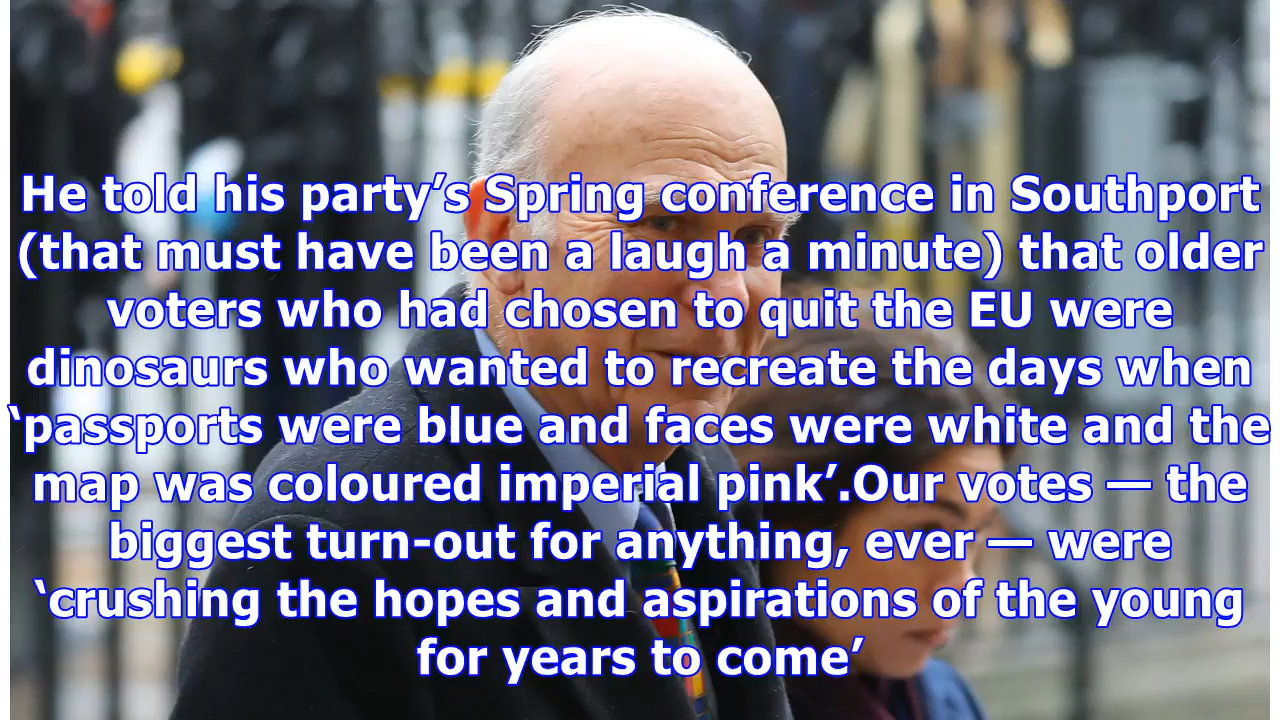 He told his party’s Spring conference in Southport
(that must have been a laugh a minute) that older
voters who had chosen to quit the EU were
dinosaurs who wanted to recreate the days when
‘passports were blue and faces were white and the
map was coloured imperial pink’.Our votes — the
biggest turn-out for anything, ever — were
‘crushing the hopes and aspirations of the young
for years to come’